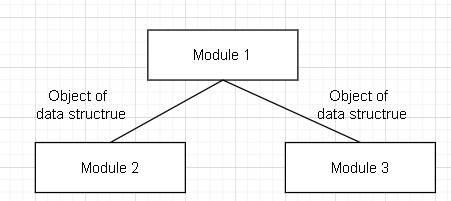 Module 1
Object of
data structrue
Object of
data structrue
Module 2
Module 3